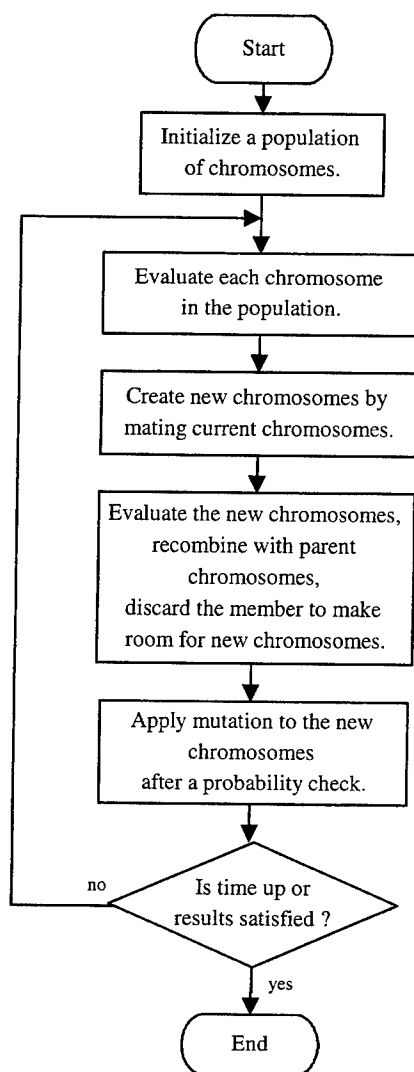 Start
Initialize a population
of chromosomes.
Evaluate each chromosome
in the population.
Create new chromosomes by
mating current chromosomes.
Evaluate the new chromosomes,
recombine with parent
chromosomes,
discard the member to make
room for new chromosomes.
Apply mutation to the new
chromosomes
after a probability check.
no
Is time up or
results satisfied ?
yes
End